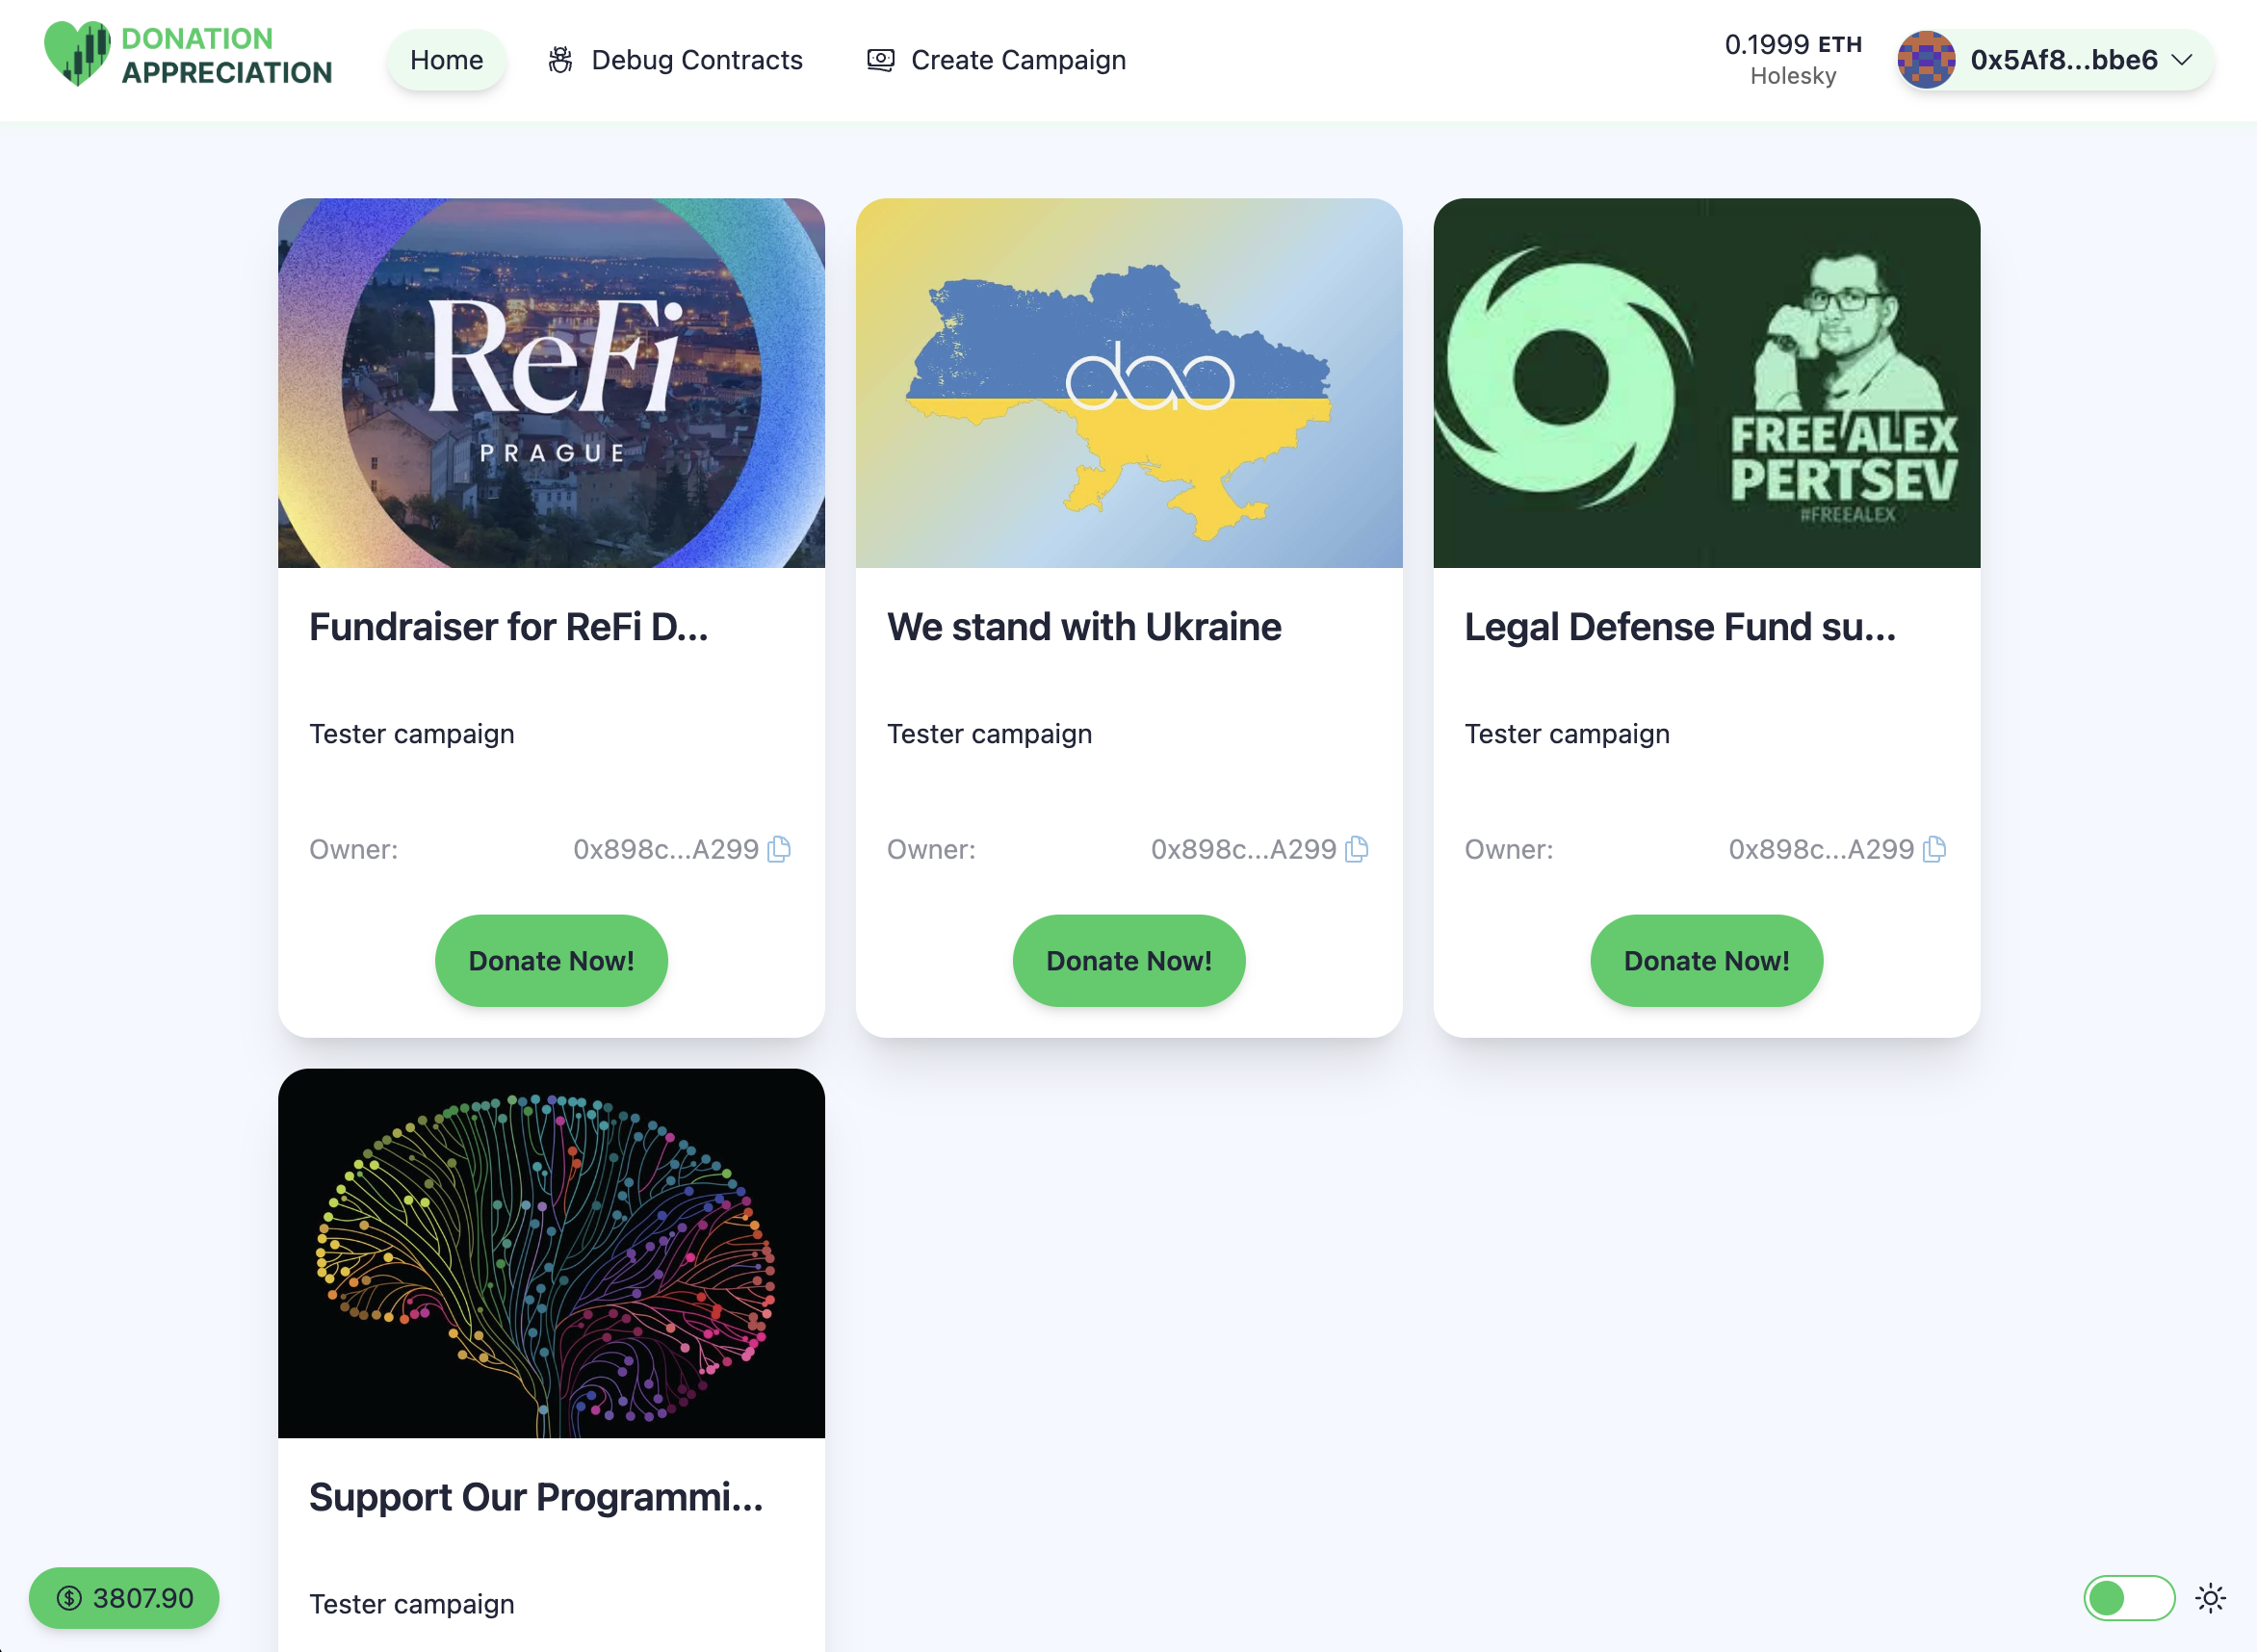 DONATION
APPRECIATION
Home
Debug Contracts
Create Campaign
0.1999 ETH
Holesky
0x5Af8...bbe6
ReFi
PRAGUE
dao
FREE ALEX
PERTSEV
#FREEALEX
Fundraiser for ReFi D...
We stand with Ukraine
Legal Defense Fund su...
Tester campaign
Tester campaign
Tester campaign
Owner: 0x898c...A299
Owner: 0x898c...A299
Owner: 0x898c...A299
Donate Now!
Donate Now!
Donate Now!
Support Our Programmi...
Tester campaign
3807.90